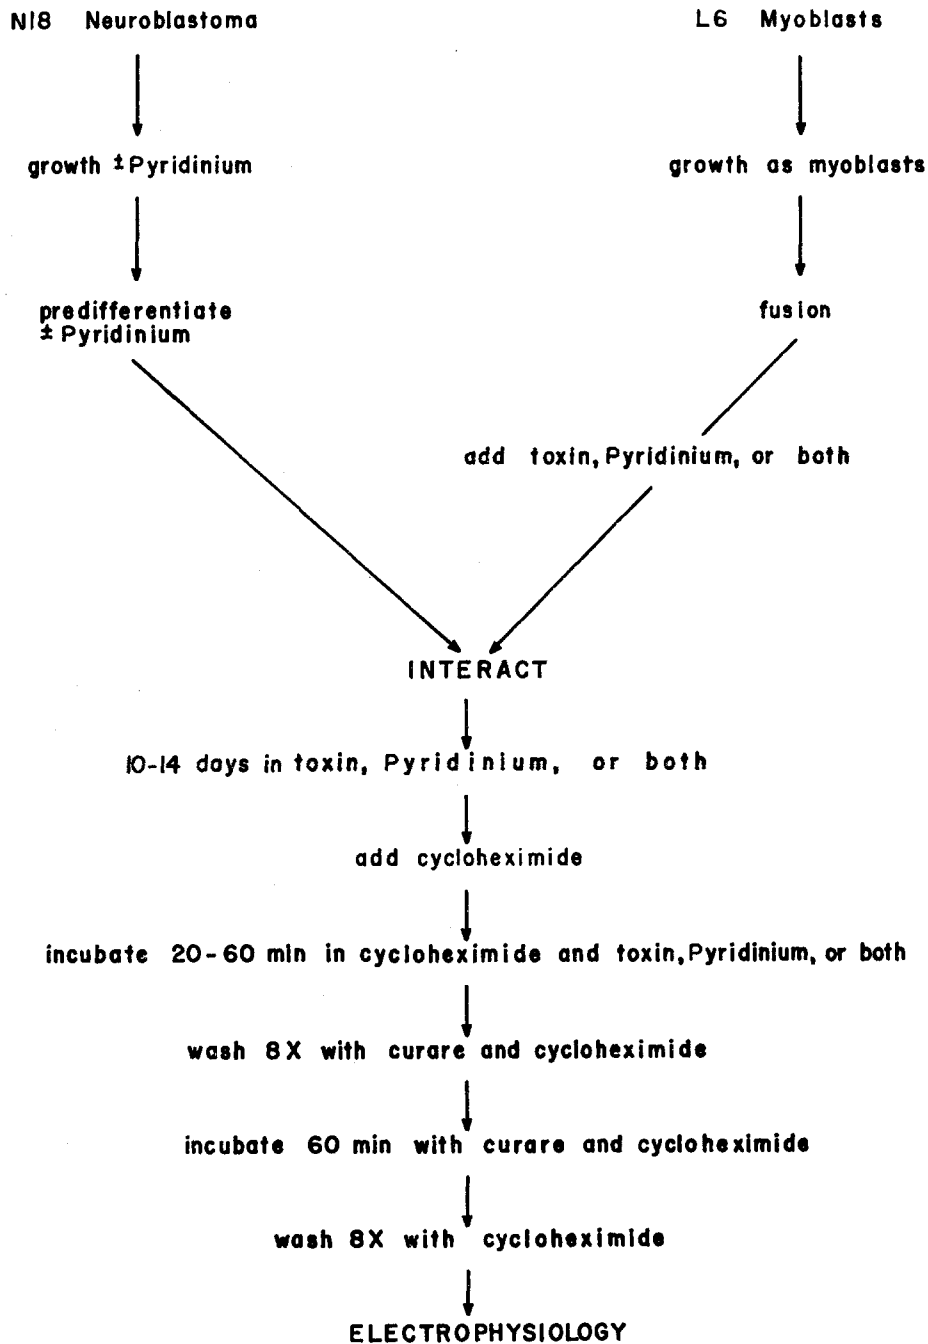 N18 Neuroblastoma
L6 Myoblasts
growth ± Pyridinium
growth as myoblasts
predifferentiate
± Pyridinium
fusion
add toxin, Pyridinium, or both
INTERACT
10-14 days in toxin, Pyridinium, or both
add cycloheximide
incubate 20-60 min in cycloheximide and toxin, Pyridinium, or both
wash 8X with curare and cycloheximide
incubate 60 min with curare and cycloheximide
wash 8X with cycloheximide
ELECTROPHYSIOLOGY